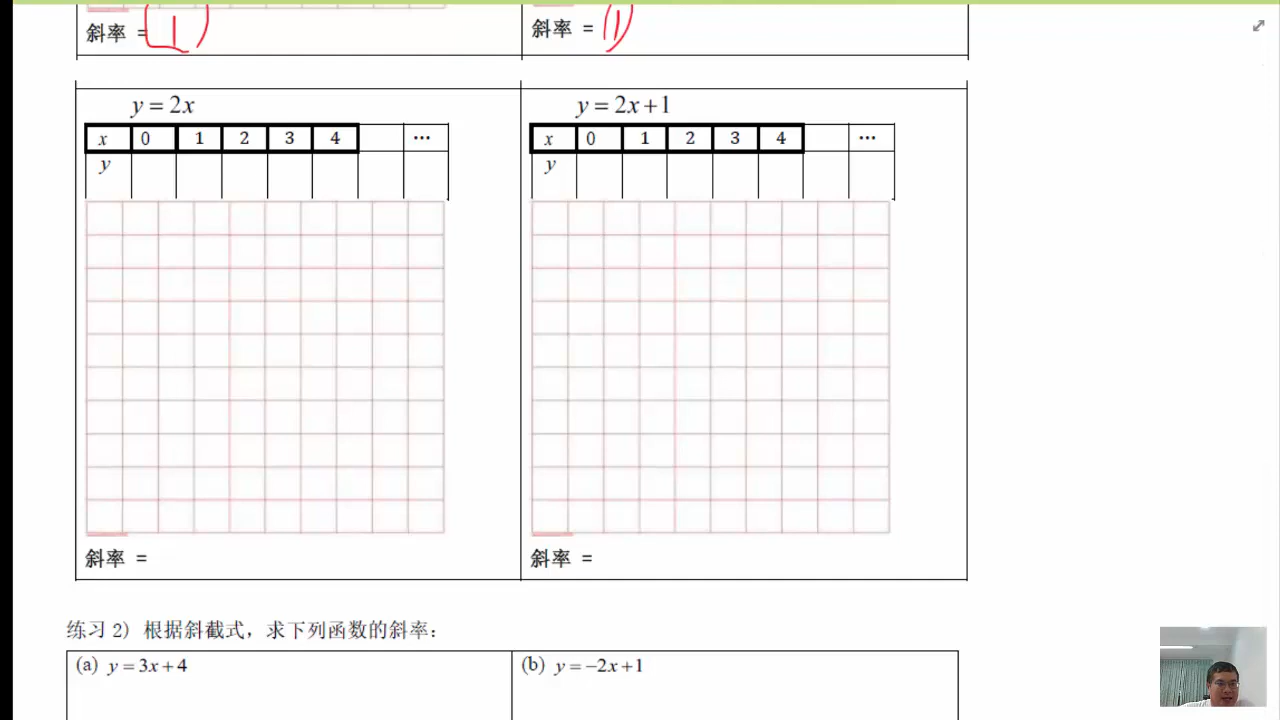 斜率 = 1
斜率 = 1
y = 2x
x 0 1 2 3 4 ...
y
斜率 =
y = 2x + 1
x 0 1 2 3 4 ...
y
斜率 =
练习 2) 根据斜截式，求下列函数的斜率：
(a) y = 3x + 4
(b) y = −2x + 1